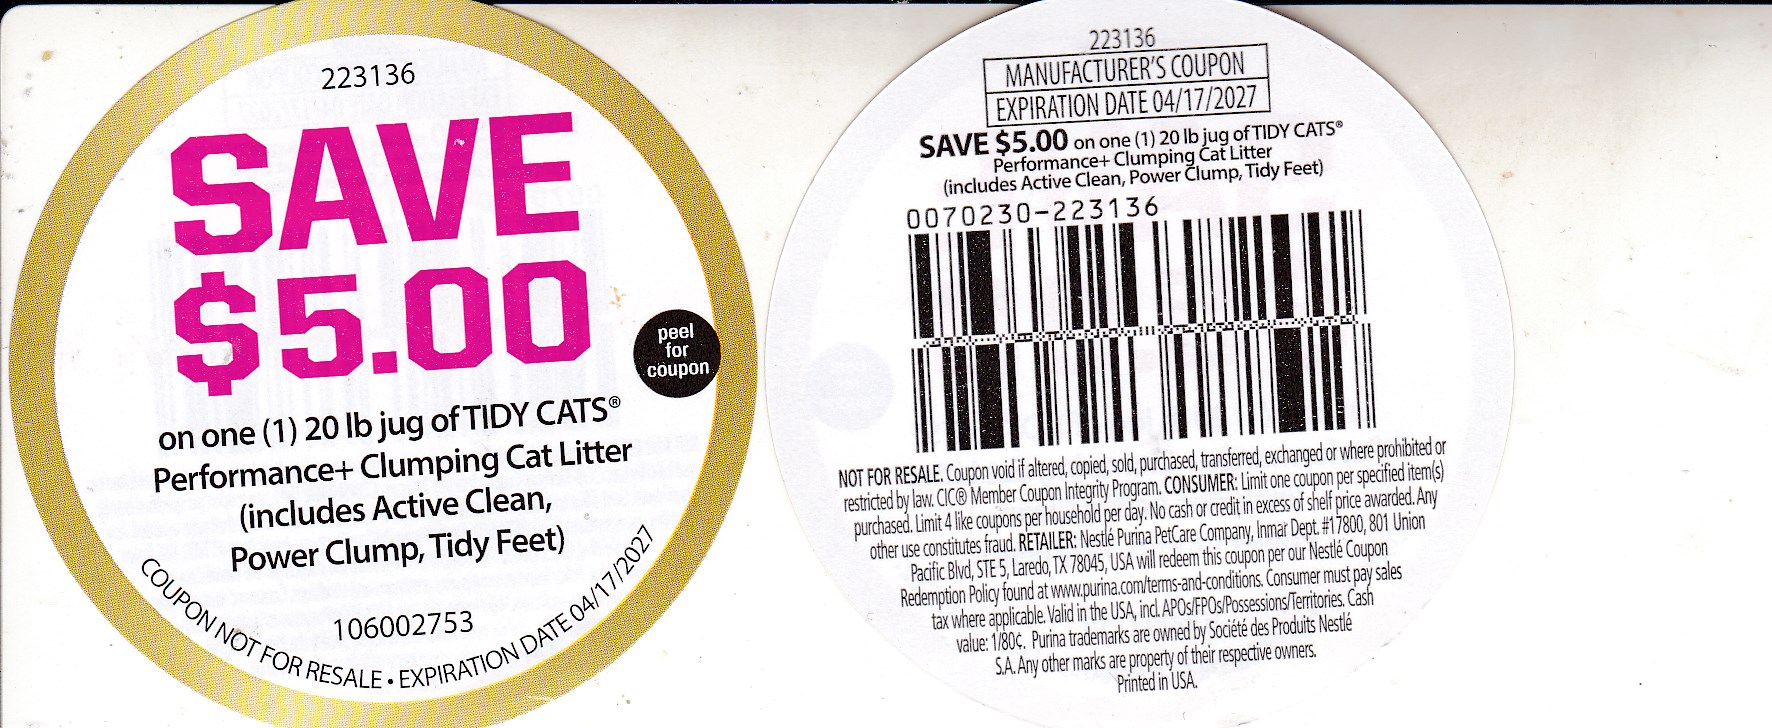 223136
SAVE
$5.00
peel
for
coupon
on one (1) 20 lb jug of TIDY CATS®
Performance+ Clumping Cat Litter
(includes Active Clean,
Power Clump, Tidy Feet)
106002753
COUPON NOT FOR RESALE • EXPIRATION DATE 04/17/2027
223136
MANUFACTURER'S COUPON
EXPIRATION DATE 04/17/2027
SAVE $5.00 on one (1) 20 lb jug of TIDY CATS®
Performance+ Clumping Cat Litter
(includes Active Clean, Power Clump, Tidy Feet)
0070230-223136
NOT FOR RESALE. Coupon void if altered, copied, sold, purchased, transferred, exchanged or where prohibited or
restricted by law. CIC® Member Coupon Integrity Program. CONSUMER: Limit one coupon per specified item(s)
purchased. Limit 4 like coupons per household per day. No cash or credit in excess of shelf price awarded. Any
other use constitutes fraud. RETAILER: Nestlé Purina PetCare Company, Inmar Dept. #17800, 801 Union
Pacific Blvd, STE 5, Laredo, TX 78045, USA will redeem this coupon per our Nestlé Coupon
Redemption Policy found at www.purina.com/terms-and-conditions. Consumer must pay sales
tax where applicable. Valid in the USA, incl. APOs/FPOs/Possessions/Territories. Cash
value: 1/80¢. Purina trademarks are owned by Société des Produits Nestlé
S.A. Any other marks are property of their respective owners.
Printed in USA.